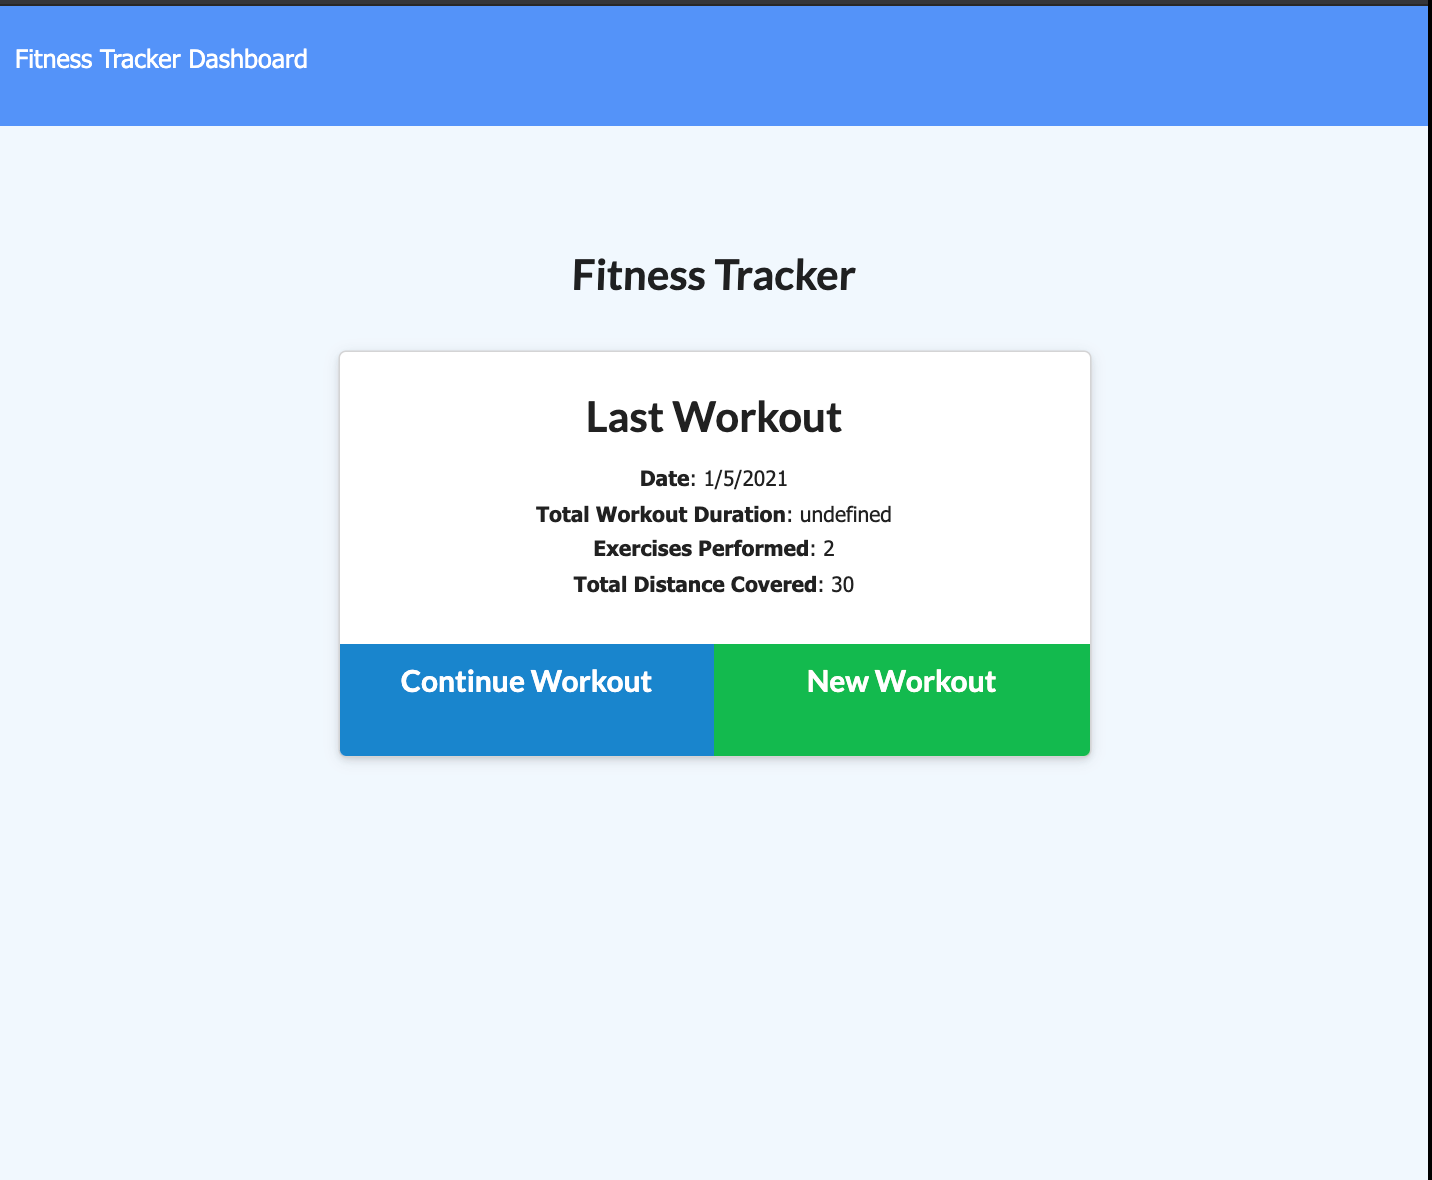 Fitness Tracker Dashboard
Fitness Tracker
Last Workout
Date: 1/5/2021
Total Workout Duration: undefined
Exercises Performed: 2
Total Distance Covered: 30
Continue Workout
New Workout